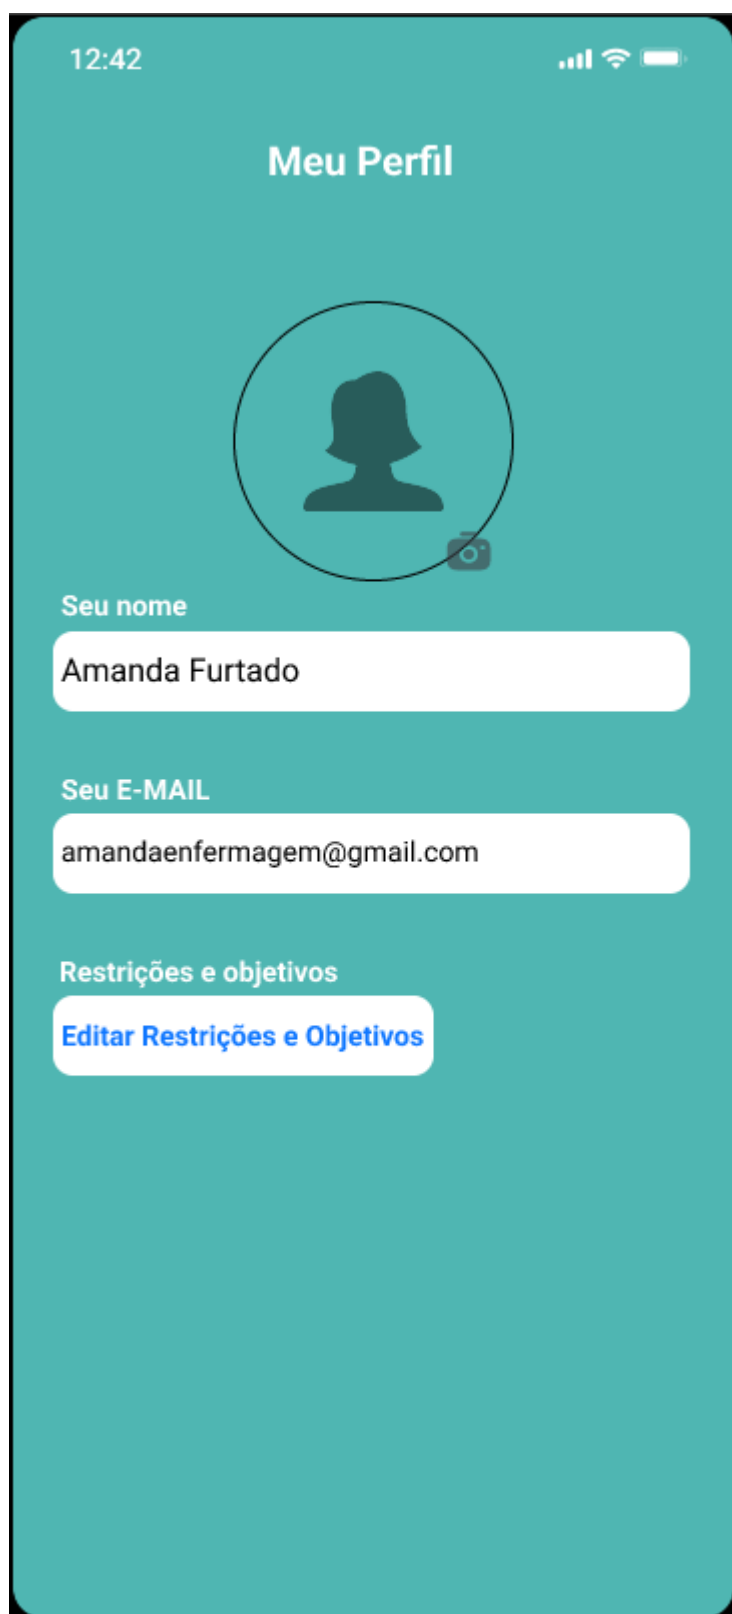 12:42
Meu Perfil
Seu nome
Amanda Furtado
Seu E-MAIL
amandaenfermagem@gmail.com
Restrições e objetivos
Editar Restrições e Objetivos